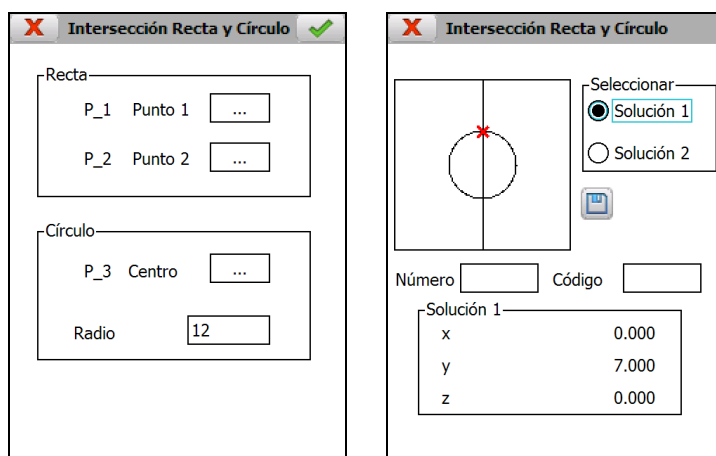 Intersección Recta y Círculo
Recta
P_1 Punto 1 ...
P_2 Punto 2 ...
Círculo
P_3 Centro ...
Radio 12
Intersección Recta y Círculo
Seleccionar
Solución 1
Solución 2
Número Código
Solución 1
x 0.000
y 7.000
z 0.000